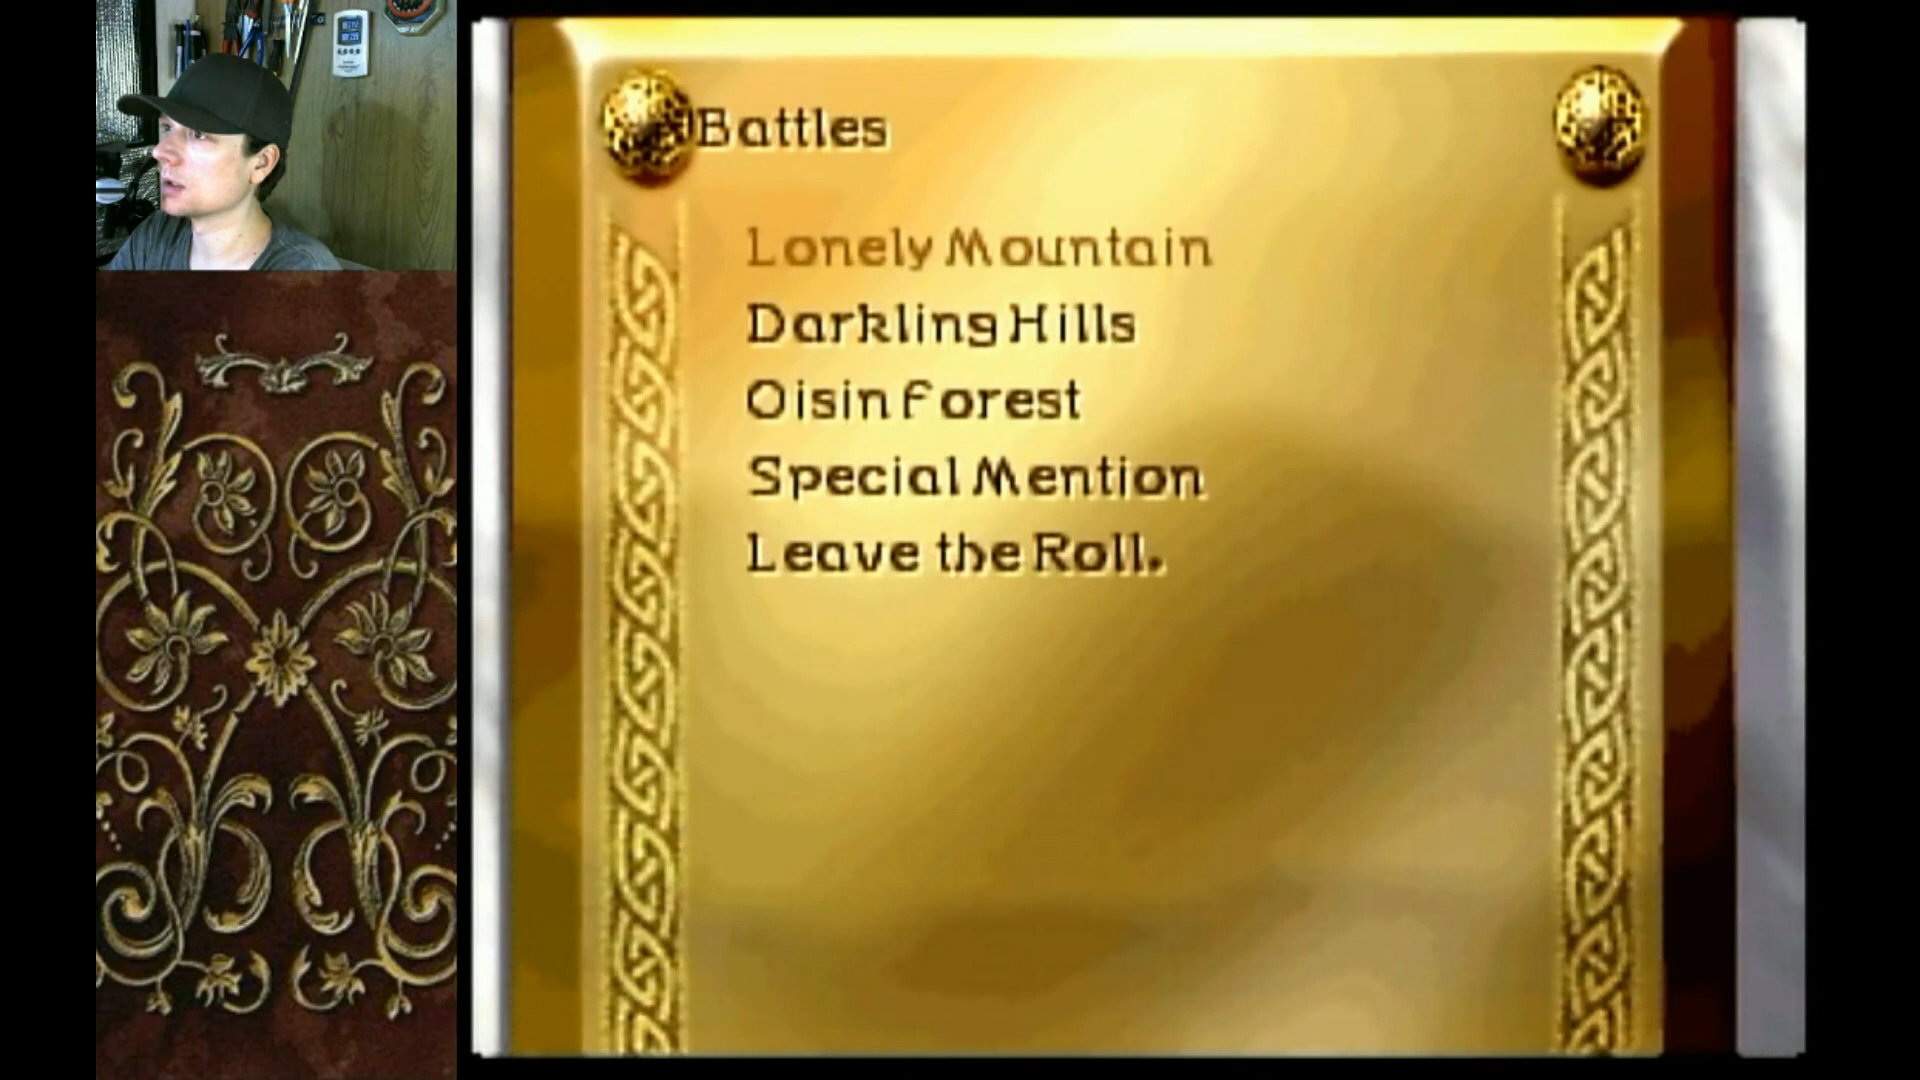 Battles
Lonely Mountain
Darkling Hills
Oisin Forest
Special Mention
Leave the Roll.